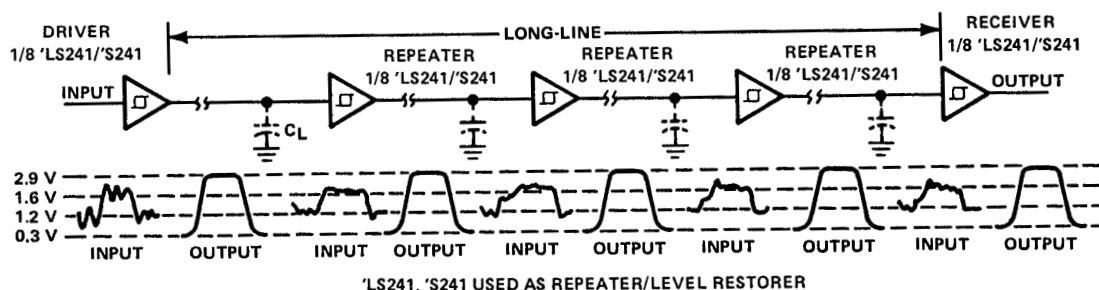 DRIVER
1/8 'LS241/'S241
LONG-LINE
RECEIVER
1/8 'LS241/'S241
REPEATER
1/8 'LS241/'S241
REPEATER
1/8 'LS241/'S241
REPEATER
1/8 'LS241/'S241
INPUT
OUTPUT
CL
2.9 V
1.6 V
1.2 V
0.3 V
INPUT OUTPUT INPUT OUTPUT INPUT OUTPUT INPUT OUTPUT INPUT OUTPUT
'LS241, 'S241 USED AS REPEATER/LEVEL RESTORER